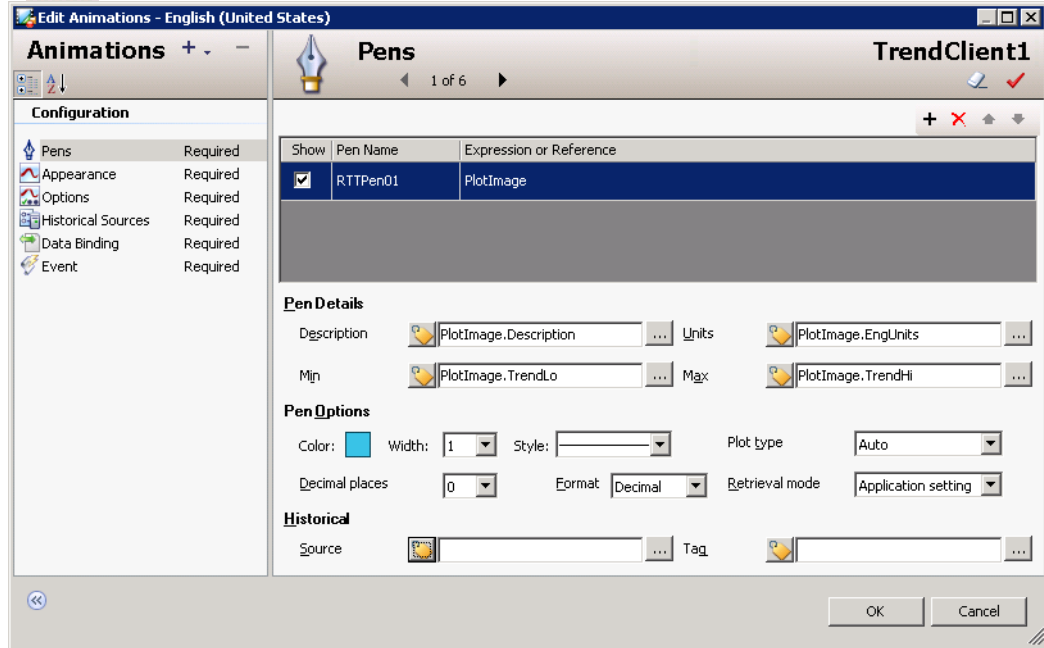 Edit Animations - English (United States)
Animations
Pens
TrendClient1
1 of 6
Configuration
Pens Required
Appearance Required
Options Required
Historical Sources Required
Data Binding Required
Event Required
Show Pen Name Expression or Reference
RTTPen01 PlotImage
Pen Details
Description PlotImage.Description ... Units PlotImage.EngUnits ...
Min PlotImage.TrendLo ... Max PlotImage.TrendHi ...
Pen Options
Color: Width: 1 Style: Plot type Auto
Decimal places 0 Format Decimal Retrieval mode Application setting
Historical
Source ... Tag ...
OK Cancel